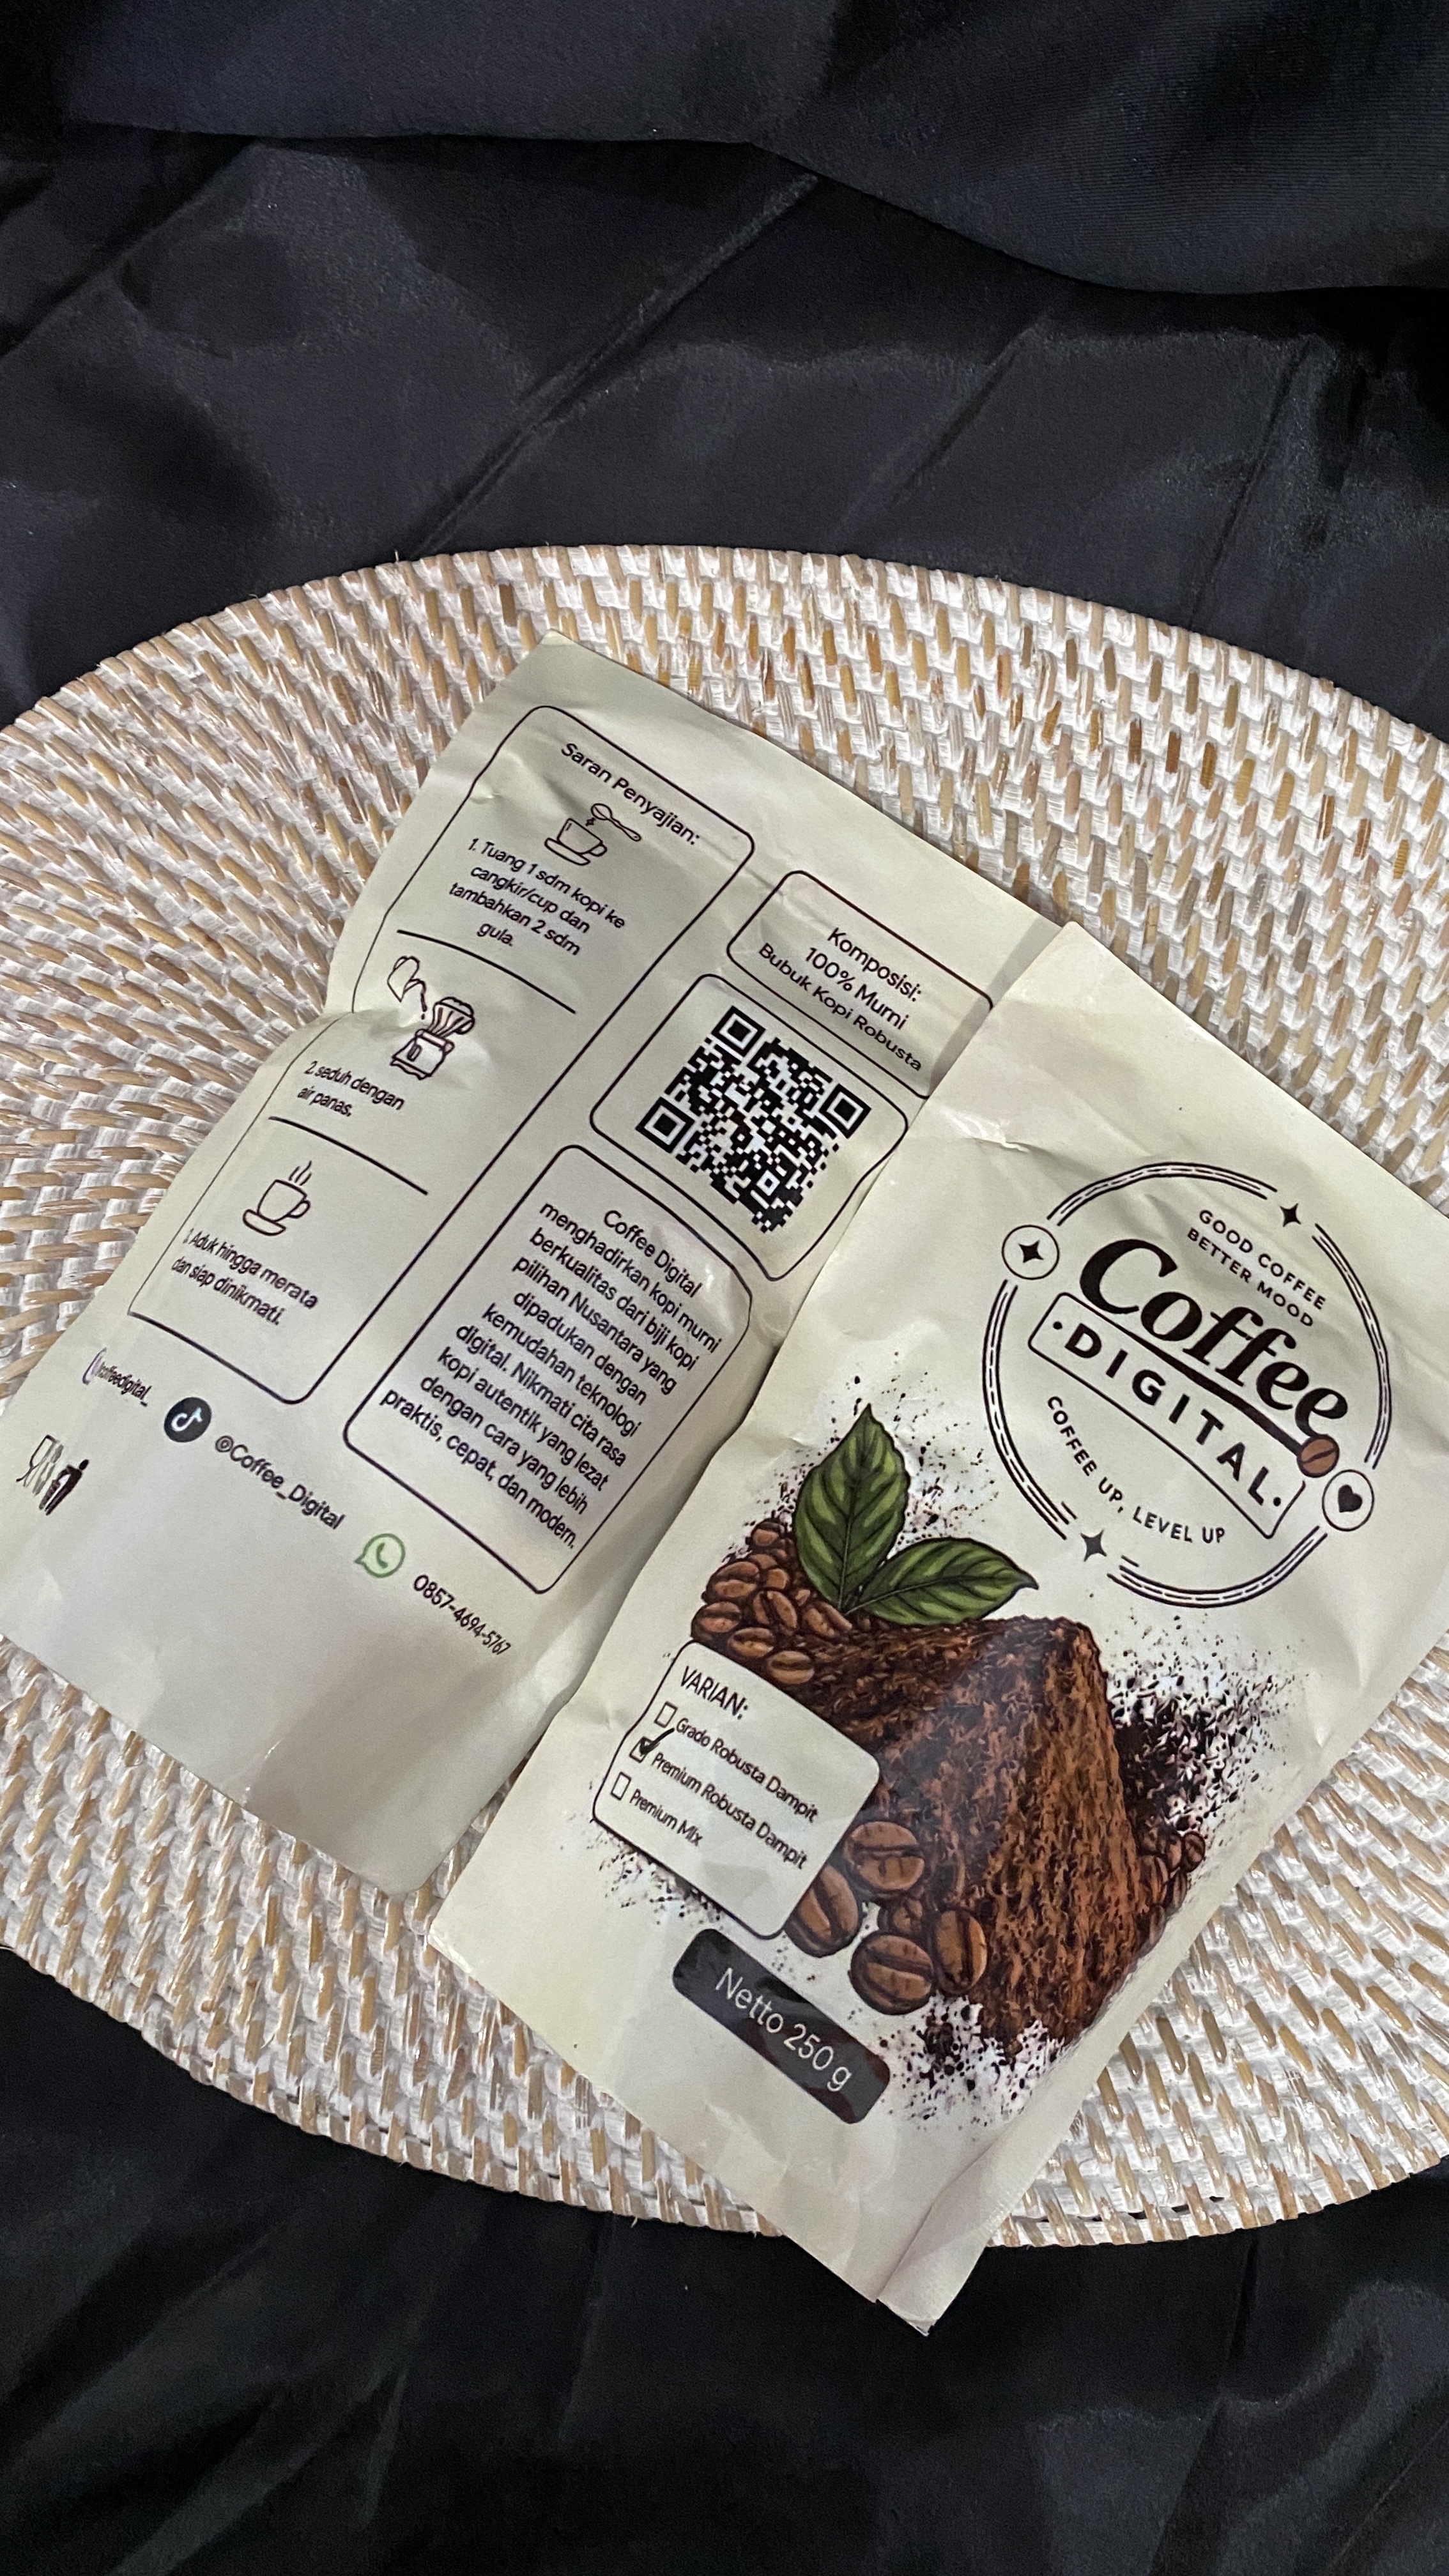 Saran Penyajian:
1. Tuang 1 sdm kopi ke
cangkir/cup dan
tambahkan 2 sdm
gula.
2. seduh dengan
air panas.
Aduk hingga merata
dan siap dinikmati.
Komposisi:
100% Murni
Bubuk Kopi Robusta
Coffee Digital
menghadirkan kopi murni
berkualitas dari biji kopi
pilihan Nusantara yang
dipadukan dengan
kemudahan teknologi
digital. Nikmati cita rasa
kopi autentik yang lezat
dengan cara yang lebih
praktis, cepat, dan modern.
@Coffee_Digital
0857-4694-5767
GOOD COFFEE
BETTER MOOD
Coffee
·DIGITAL·
COFFEE UP, LEVEL UP
VARIAN:
Grade Robusta Dampit
Premium Robusta Dampit
Premium Mix
Netto 250 g